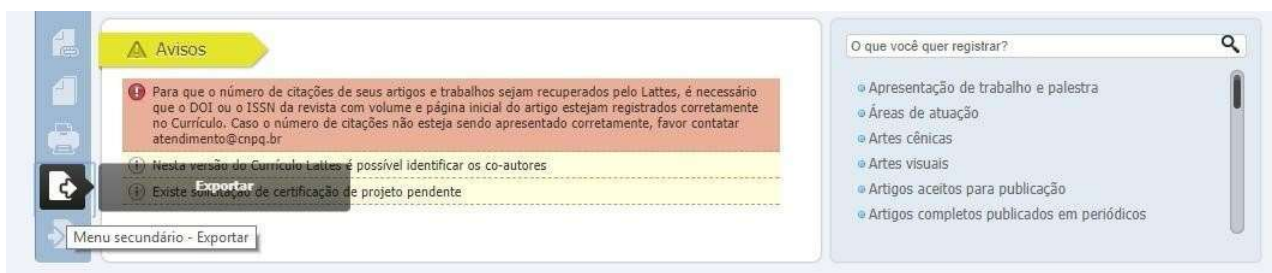 Avisos
Para que o número de citações de seus artigos e trabalhos sejam recuperados pelo Lattes, é necessário
que o DOI ou o ISSN da revista com volume e página inicial do artigo estejam registrados corretamente
no Currículo. Caso o número de citações não esteja sendo apresentado corretamente, favor contatar
atendimento@cnpq.br
Nesta versão do Currículo Lattes é possível identificar os co-autores
Existe solicitação de certificação de projeto pendente
Exportar
Menu secundário - Exportar
O que você quer registrar?
Apresentação de trabalho e palestra
Áreas de atuação
Artes cênicas
Artes visuais
Artigos aceitos para publicação
Artigos completos publicados em periódicos